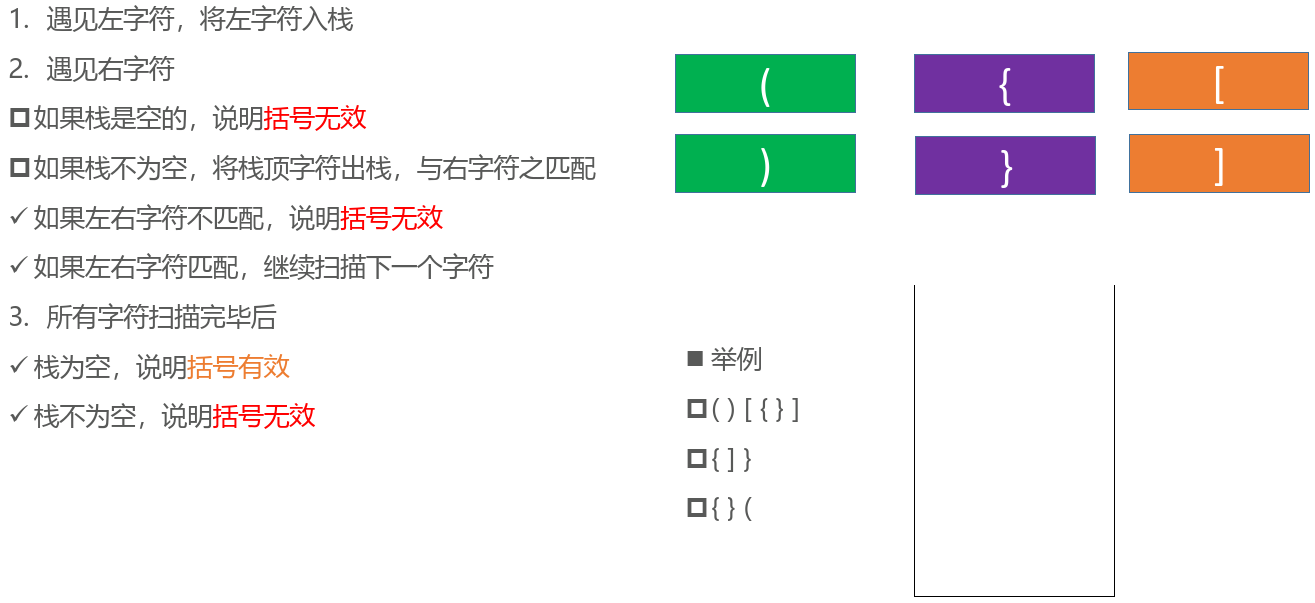 1. 遇见左字符，将左字符入栈
2. 遇见右字符
如果栈是空的，说明括号无效
如果栈不为空，将栈顶字符出栈，与右字符之匹配
如果左右字符不匹配，说明括号无效
如果左右字符匹配，继续扫描下一个字符
3. 所有字符扫描完毕后
栈为空，说明括号有效
栈不为空，说明括号无效
( { [
) } ]
举例
( ) [ { } ]
{ ] }
{ } (